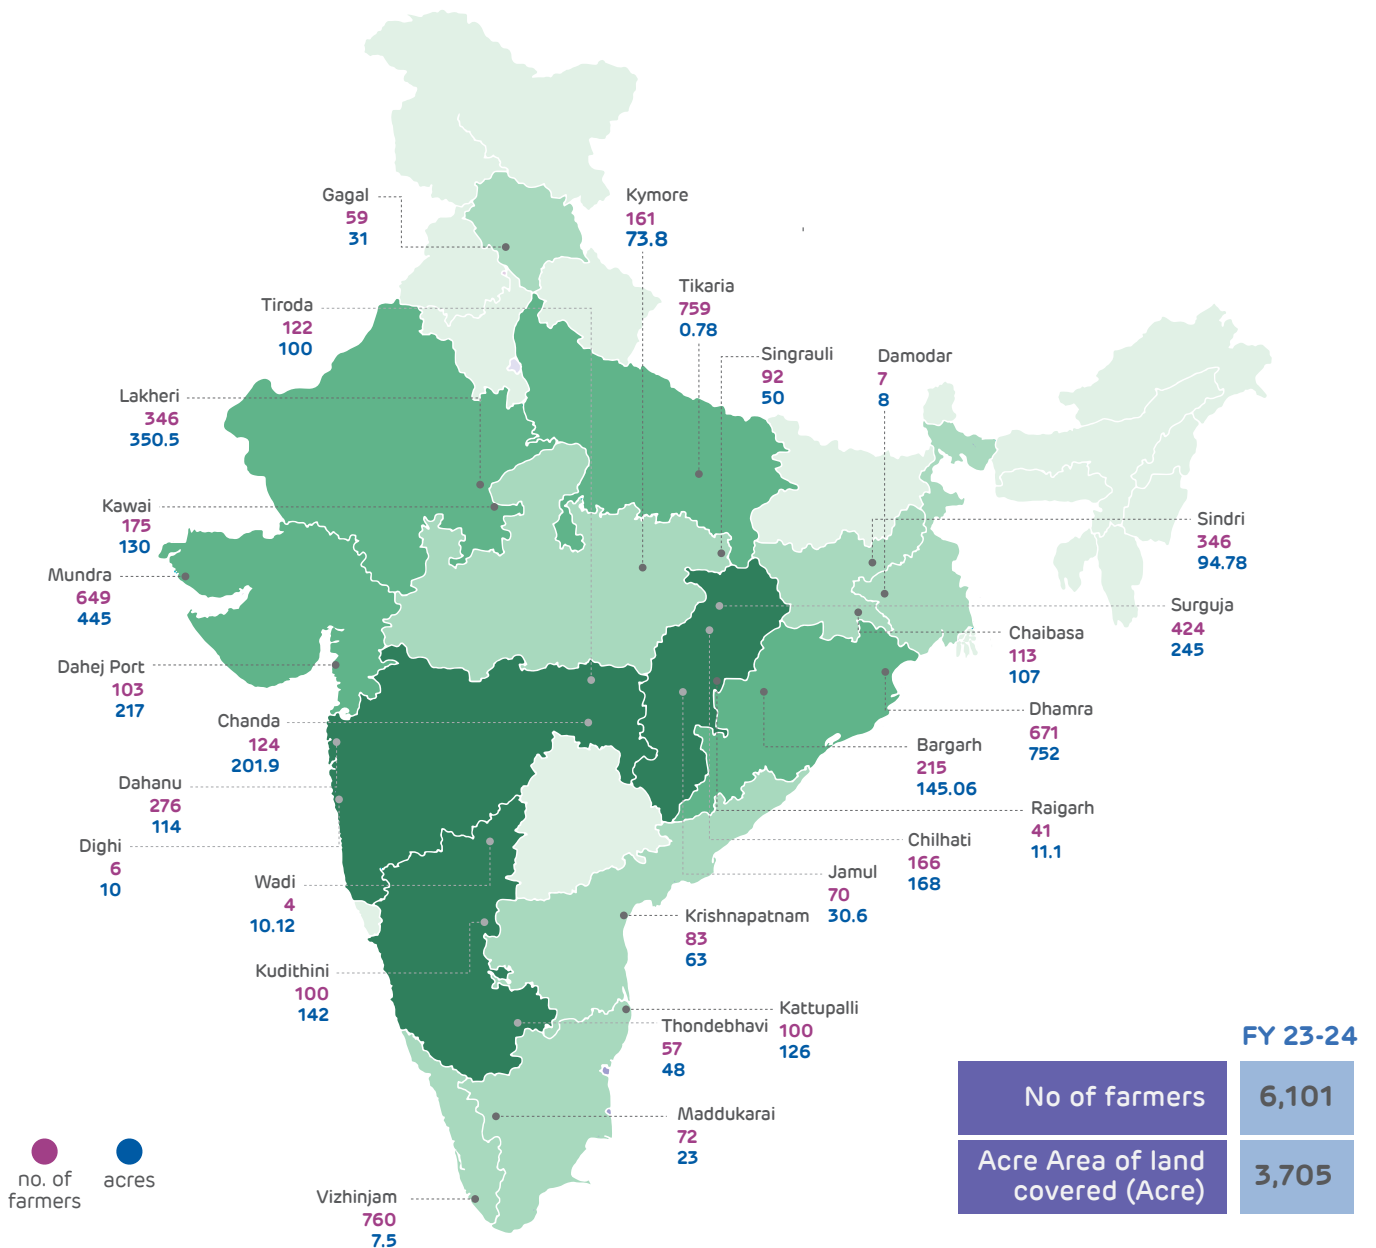 Gagal
59
31
Kymore
161
73.8
Tiroda
122
100
Tikaria
759
0.78
Singrauli
92
50
Damodar
7
8
Lakheri
346
350.5
Kawai
175
130
Sindri
346
94.78
Mundra
649
445
Surguja
424
245
Chaibasa
113
107
Dahej Port
103
217
Dhamra
671
752
Chanda
124
201.9
Bargarh
215
145.06
Dahanu
276
114
Raigarh
41
11.1
Dighi
6
10
Chilhati
166
168
Jamul
70
30.6
Wadi
4
10.12
Krishnapatnam
83
63
Kudithini
100
142
Kattupalli
100
126
Thondebhavi
57
48
Maddukarai
72
23
Vizhinjam
760
7.5
no. of
farmers
acres
FY 23-24
No of farmers
6,101
Acre Area of land
covered (Acre)
3,705